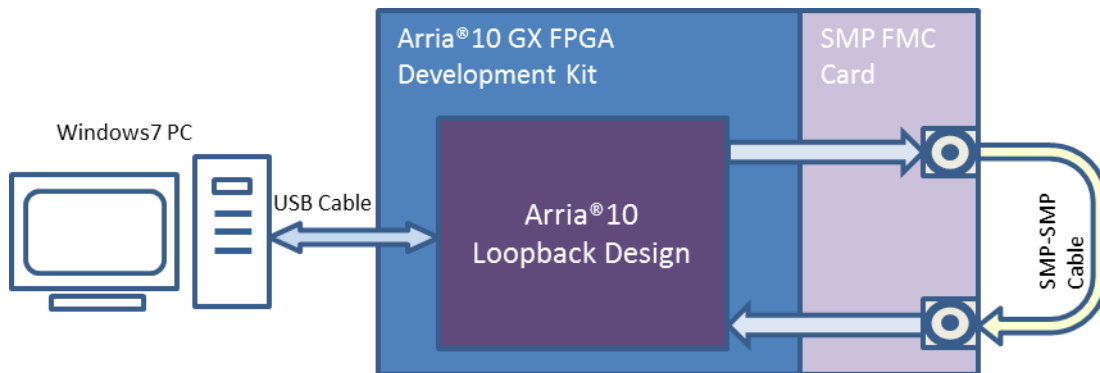 Arria®10 GX FPGA
Development Kit
SMP FMC
Card
Windows7 PC
USB Cable
Arria®10
Loopback Design
SMP-SMP
Cable